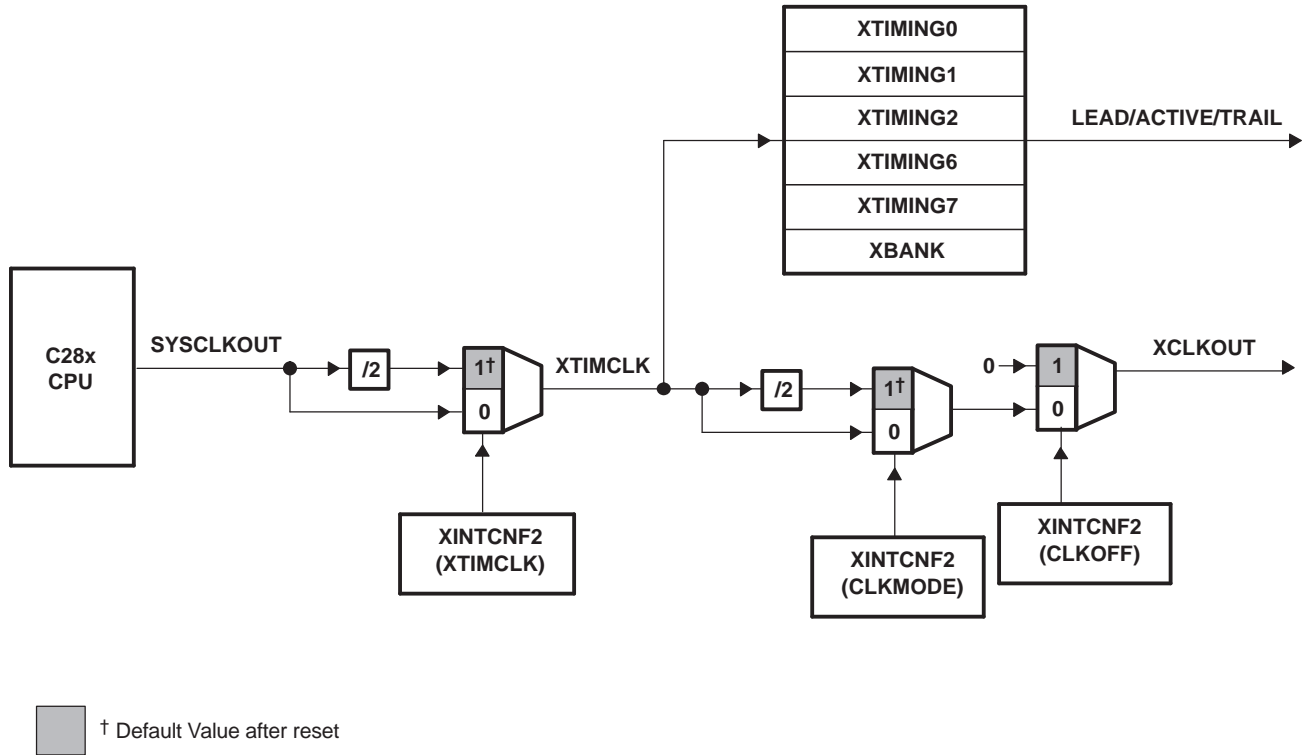 XTIMING0
XTIMING1
XTIMING2
LEAD/ACTIVE/TRAIL
XTIMING6
XTIMING7
XBANK
C28x
CPU
SYSCLKOUT
/2
1†
0
XTIMCLK
/2
1†
0
0
1
0
XCLKOUT
XINTCNF2
(XTIMCLK)
XINTCNF2
(CLKMODE)
XINTCNF2
(CLKOFF)
† Default Value after reset